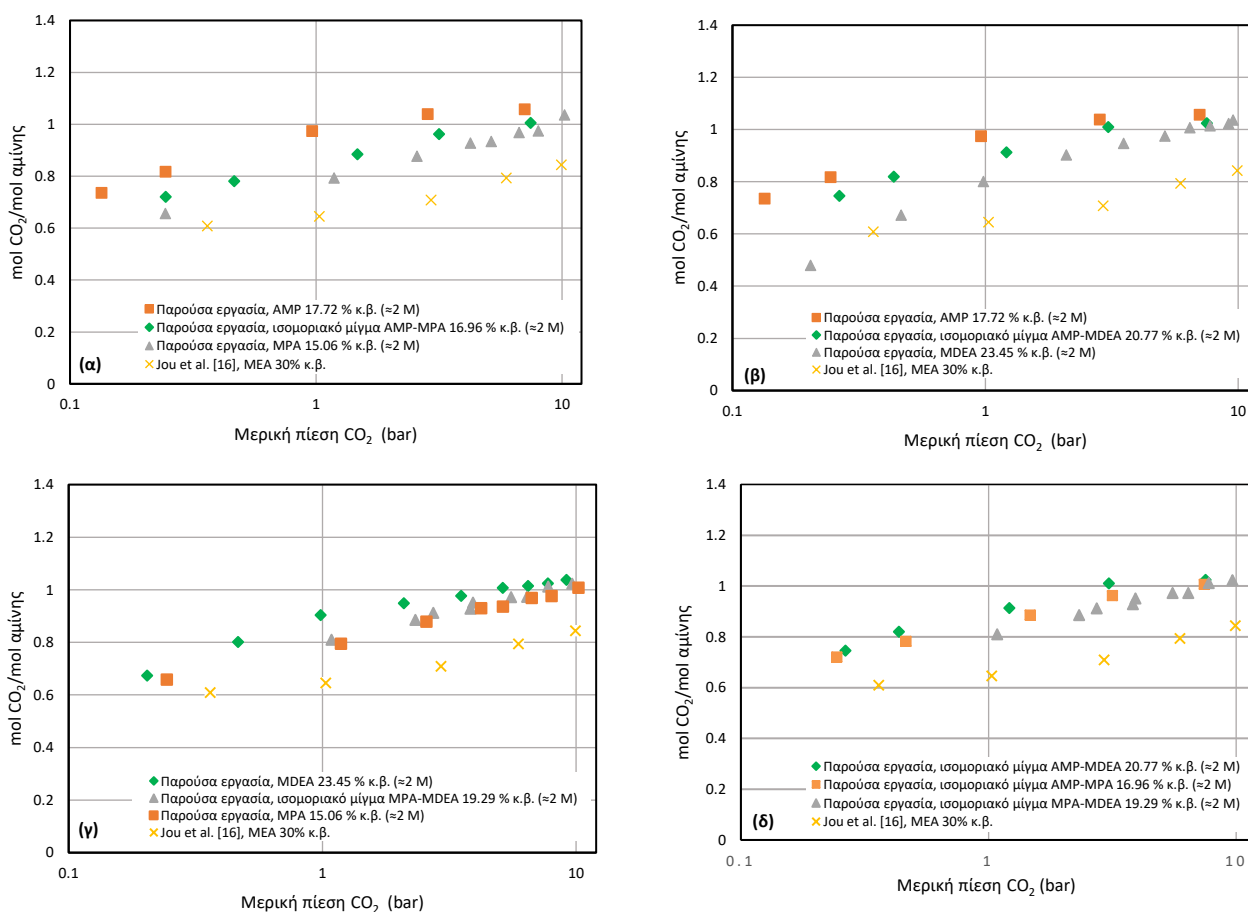 mol CO2/mol αμίνης
1.4
1.2
1
0.8
0.6
0.4
0.2
0
Παρούσα εργασία, AMP 17.72 % κ.β. (≈2 M)
Παρούσα εργασία, ισομοριακό μίγμα AMP-MPA 16.96 % κ.β. (≈2 M)
Παρούσα εργασία, MPA 15.06 % κ.β. (≈2 M)
Jou et al. [16], MEA 30% κ.β.
(α)
0.1 1 10
Μερική πίεση CO2 (bar)
mol CO2/mol αμίνης
1.4
1.2
1
0.8
0.6
0.4
0.2
0
Παρούσα εργασία, AMP 17.72 % κ.β. (≈2 M)
Παρούσα εργασία, ισομοριακό μίγμα AMP-MDEA 20.77 % κ.β. (≈2 M)
Παρούσα εργασία, MDEA 23.45 % κ.β. (≈2 M)
Jou et al. [16], MEA 30% κ.β.
(β)
0.1 1 10
Μερική πίεση CO2 (bar)
mol CO2/mol αμίνης
1.4
1.2
1
0.8
0.6
0.4
0.2
0
Παρούσα εργασία, MDEA 23.45 % κ.β. (≈2 M)
Παρούσα εργασία, ισομοριακό μίγμα MPA-MDEA 19.29 % κ.β. (≈2 M)
Παρούσα εργασία, MPA 15.06 % κ.β. (≈2 M)
Jou et al. [16], MEA 30% κ.β.
(γ)
0.1 1 10
Μερική πίεση CO2 (bar)
mol CO2/mol αμίνης
1.4
1.2
1
0.8
0.6
0.4
0.2
0
Παρούσα εργασία, ισομοριακό μίγμα AMP-MDEA 20.77 % κ.β. (≈2 M)
Παρούσα εργασία, ισομοριακό μίγμα AMP-MPA 16.96 % κ.β. (≈2 M)
Παρούσα εργασία, ισομοριακό μίγμα MPA-MDEA 19.29 % κ.β. (≈2 M)
Jou et al. [16], MEA 30% κ.β.
(δ)
0.1 1 10
Μερική πίεση CO2 (bar)